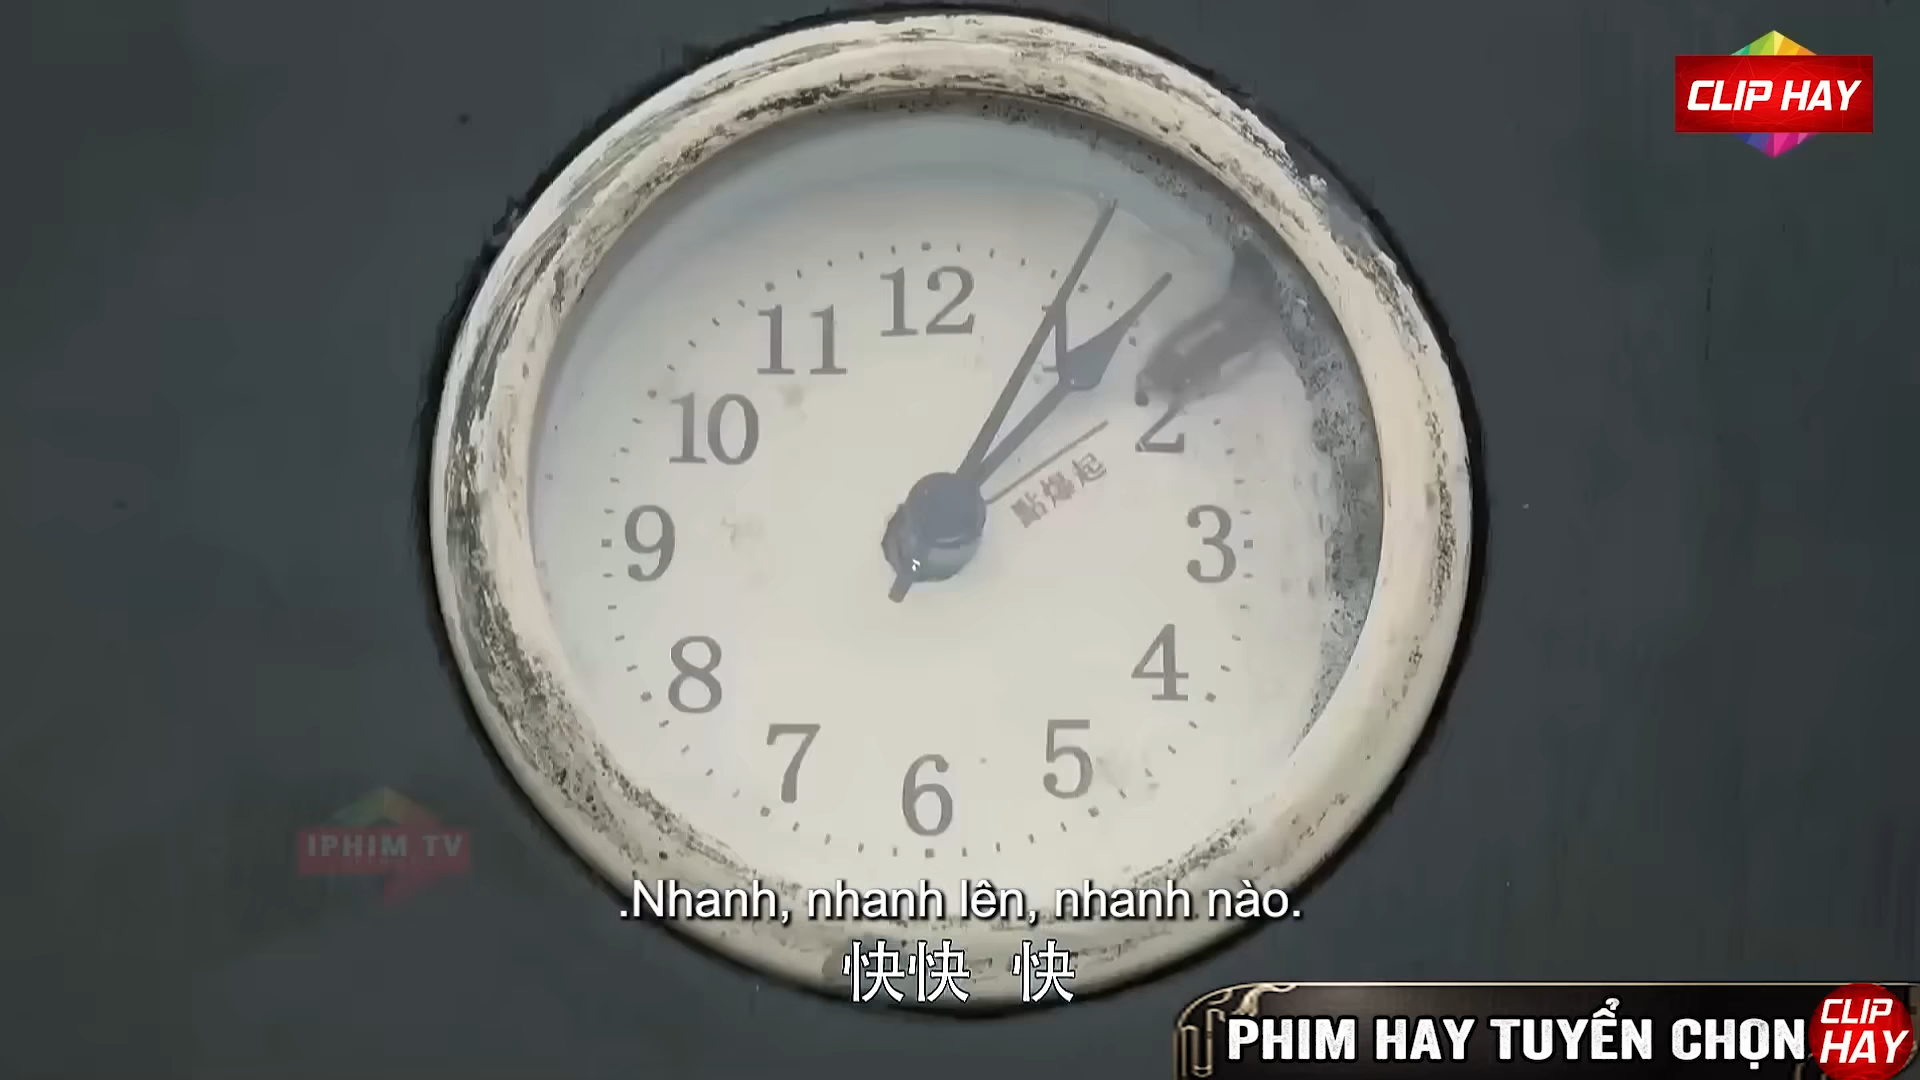 CLIP HAY
12
11
1
10
2
點爆起
9
3
8
4
7
5
6
IPHIM TV
.Nhanh, nhanh lên, nhanh nào.
快快 快
PHIM HAY TUYỂN CHỌN
CLIP
HAY